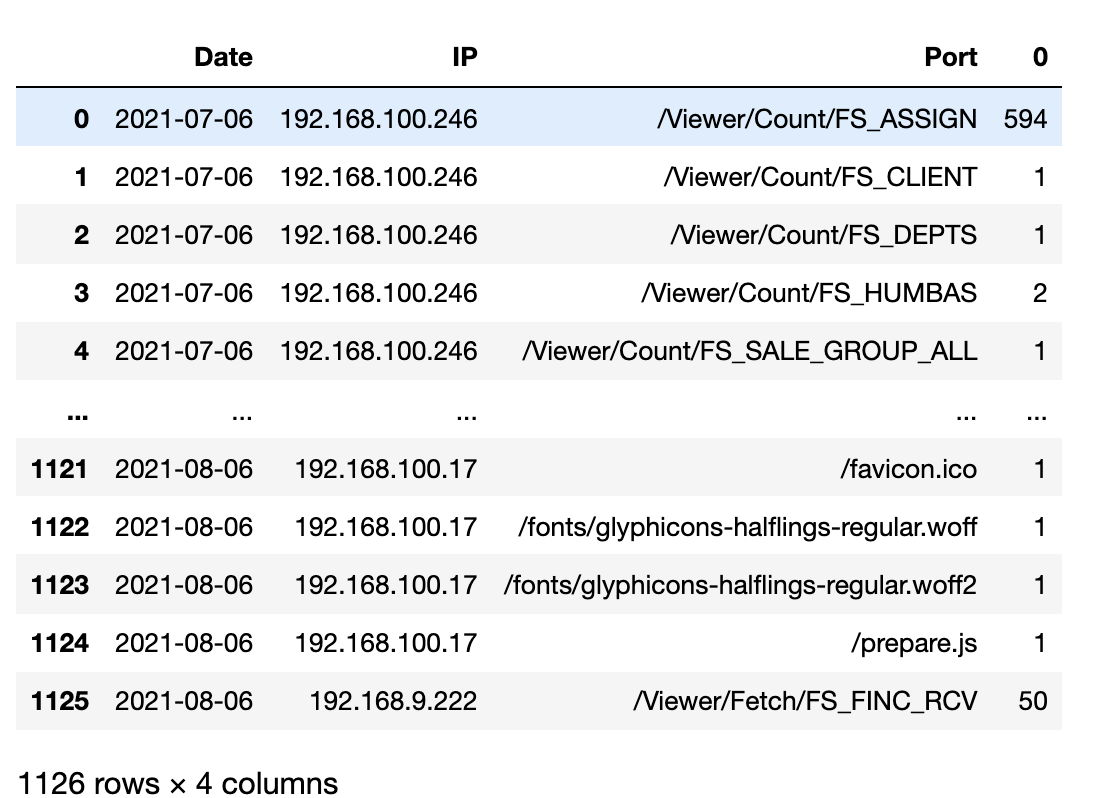 Date IP Port 0
0 2021-07-06 192.168.100.246 /Viewer/Count/FS_ASSIGN 594
1 2021-07-06 192.168.100.246 /Viewer/Count/FS_CLIENT 1
2 2021-07-06 192.168.100.246 /Viewer/Count/FS_DEPTS 1
3 2021-07-06 192.168.100.246 /Viewer/Count/FS_HUMBAS 2
4 2021-07-06 192.168.100.246 /Viewer/Count/FS_SALE_GROUP_ALL 1
... ... ... ... ...
1121 2021-08-06 192.168.100.17 /favicon.ico 1
1122 2021-08-06 192.168.100.17 /fonts/glyphicons-halflings-regular.woff 1
1123 2021-08-06 192.168.100.17 /fonts/glyphicons-halflings-regular.woff2 1
1124 2021-08-06 192.168.100.17 /prepare.js 1
1125 2021-08-06 192.168.9.222 /Viewer/Fetch/FS_FINC_RCV 50
1126 rows × 4 columns